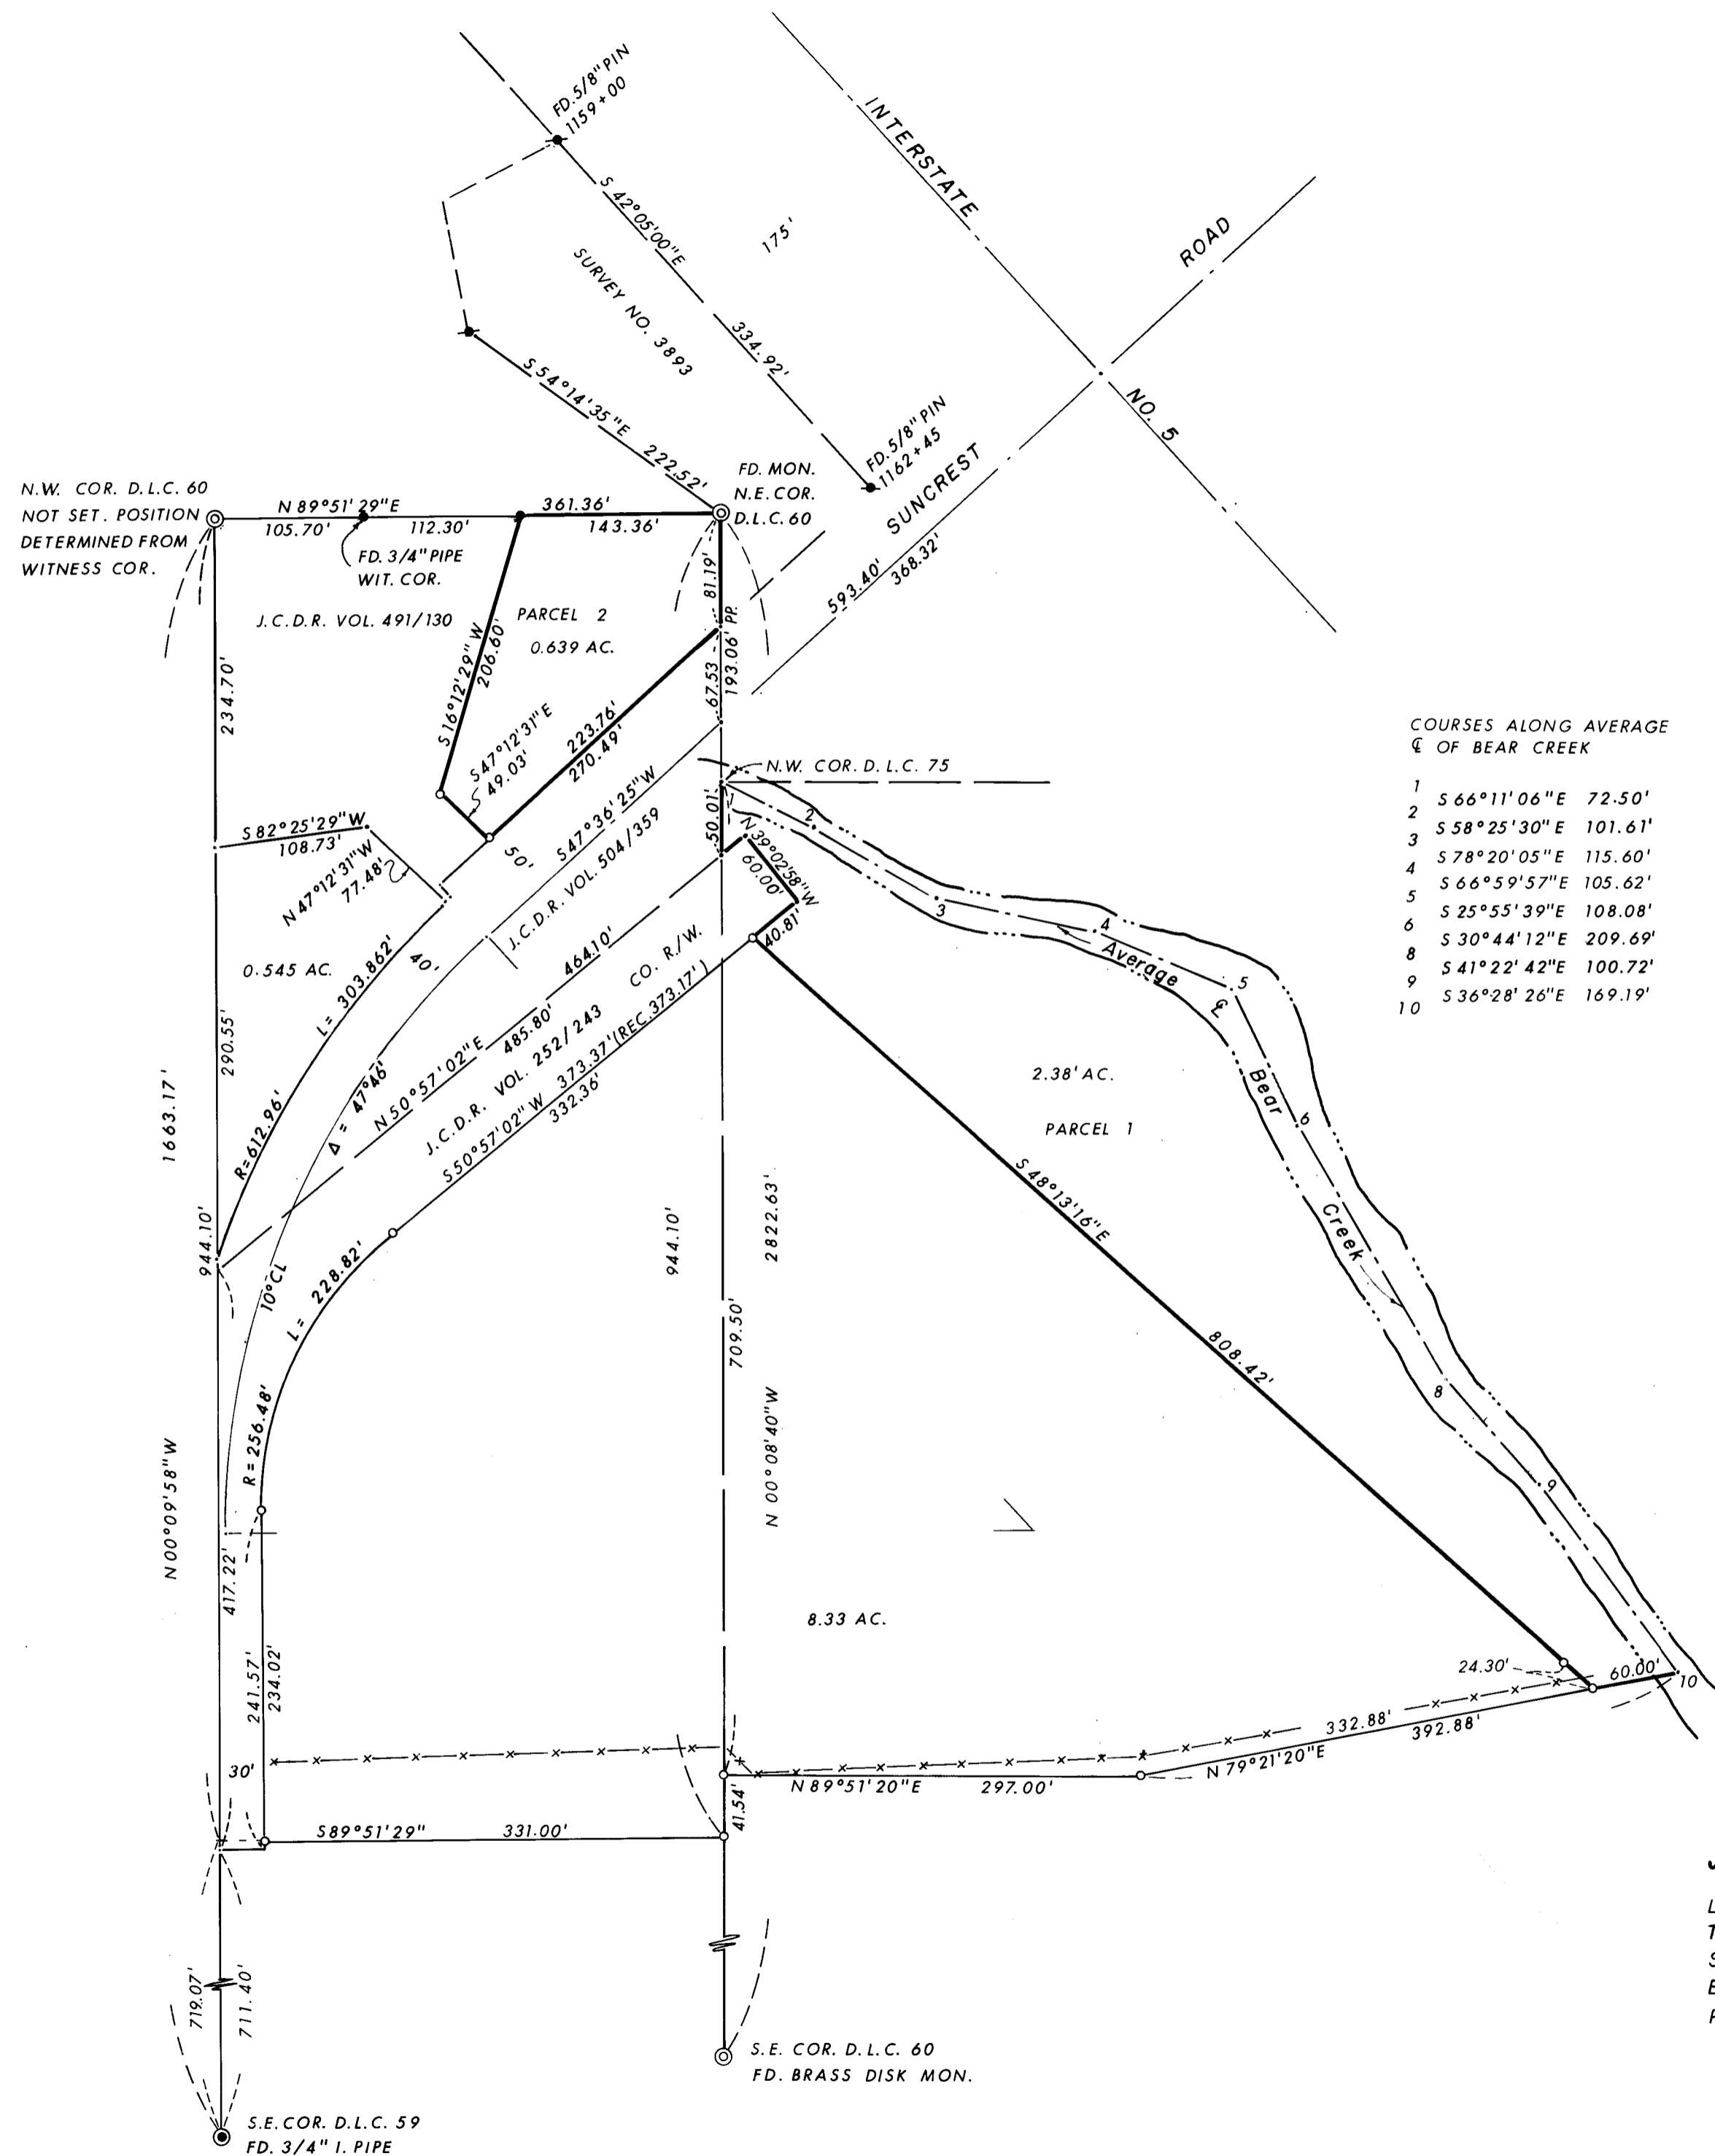 FD. 5/8" PIN
1159+00
INTERSTATE
NO. 5
S 42°05'00"E
334.92'
175'
SURVEY NO. 3893
ROAD
SUNCREST
FD. 5/8" PIN
1162+45
S 54°14'35"E
222.52'
N.W. COR. D.L.C. 60
NOT SET. POSITION
DETERMINED FROM
WITNESS COR.
N 89°51'29"E
361.36'
105.70'
112.30'
143.36'
FD. MON.
N.E. COR.
D.L.C. 60
FD. 3/4" PIPE
WIT. COR.
593.40'
368.32'
81.19'
J.C.D.R. VOL. 491/130
PARCEL 2
0.639 AC.
234.70'
S 16°12'29"W
206.60'
67.53
193.06' PP.
S 47°12'31"E
49.03'
223.76'
270.49'
S 47°36'25"W
50'
J.C.D.R. VOL. 504/359
N.W. COR. D.L.C. 75
50.01'
N 39°02'58"W
60.00'
40.81'
COURSES ALONG AVERAGE
℄ OF BEAR CREEK
1
S 66°11'06"E 72.50'
2
S 58°25'30"E 101.61'
3
S 78°20'05"E 115.60'
4
S 66°59'57"E 105.62'
5
S 25°55'39"E 108.08'
6
S 30°44'12"E 209.69'
8
S 41°22'42"E 100.72'
9
S 36°28'26"E 169.19'
10
S 82°25'29"W
108.73'
N 47°12'31"W
77.48'
0.545 AC.
40'
L= 303.862'
R=612.96'
290.55'
1663.17'
944.10'
N 00°09'58"W
Δ = 47°46'
10°CL
464.10'
N 50°57'02"E
485.80'
CO. R./W.
J.C.D.R. VOL. 252/243
S 50°57'02"W 373.37' (REC. 373.17')
332.36'
L= 228.82'
R= 256.48'
2
3
4
5
6
8
9
10
Average
℄
Bear
Creek
2.38' AC.
PARCEL 1
S 48°13'16"E
808.42'
944.10'
2822.63'
709.50'
N 00°08'40"W
8.33 AC.
417.22'
241.57'
234.02'
24.30'
60.00'
332.88'
392.88'
N 79°21'20"E
30'
N 89°51'20"E 297.00'
41.54'
S 89°51'29" 331.00'
719.07'
711.40'
S.E. COR. D.L.C. 60
FD. BRASS DISK MON.
S.E. COR. D.L.C. 59
FD. 3/4" I. PIPE